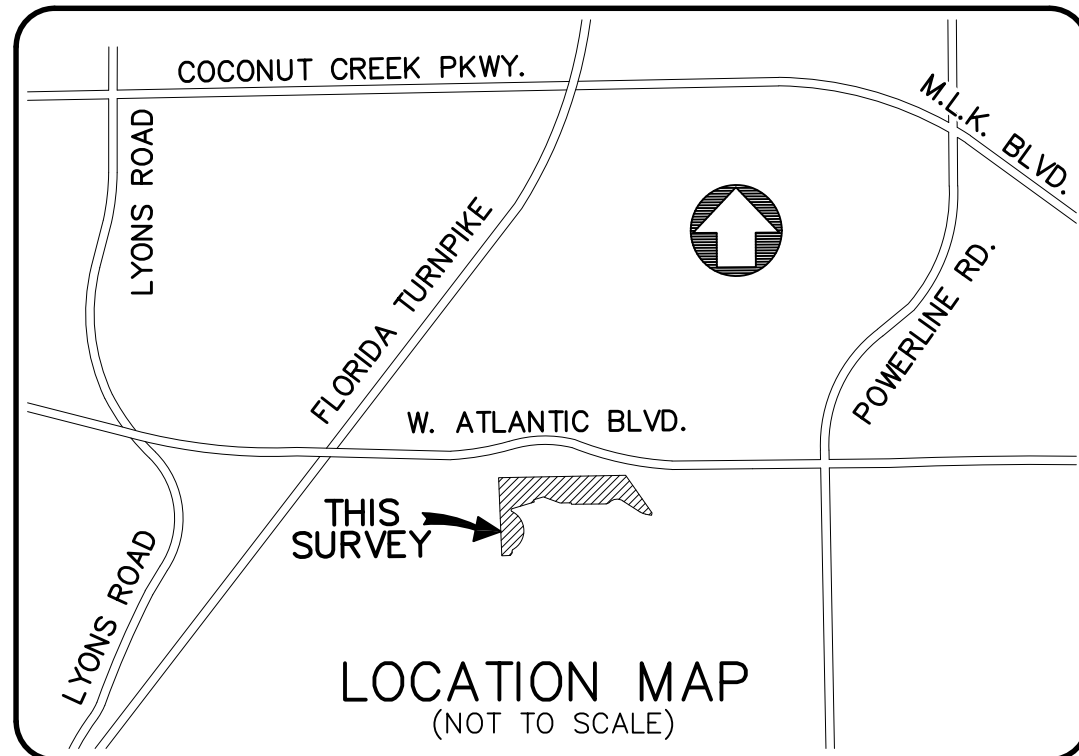 COCONUT CREEK PKWY.
M.L.K. BLVD.
LYONS ROAD
FLORIDA TURNPIKE
POWERLINE RD.
W. ATLANTIC BLVD.
THIS
SURVEY
LYONS ROAD
LOCATION MAP
(NOT TO SCALE)